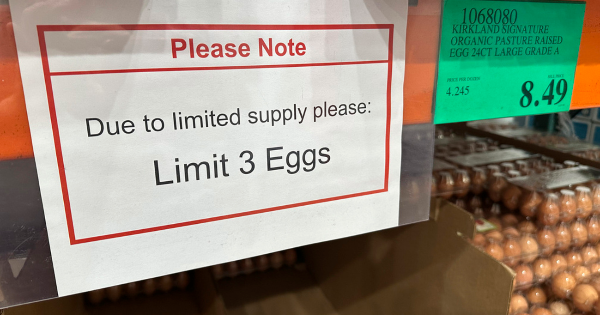 Please Note
Due to limited supply please:
Limit 3 Eggs
1068080
KIRKLAND SIGNATURE
ORGANIC PASTURE RAISED
EGG 24CT LARGE GRADE A
4.245
8.49